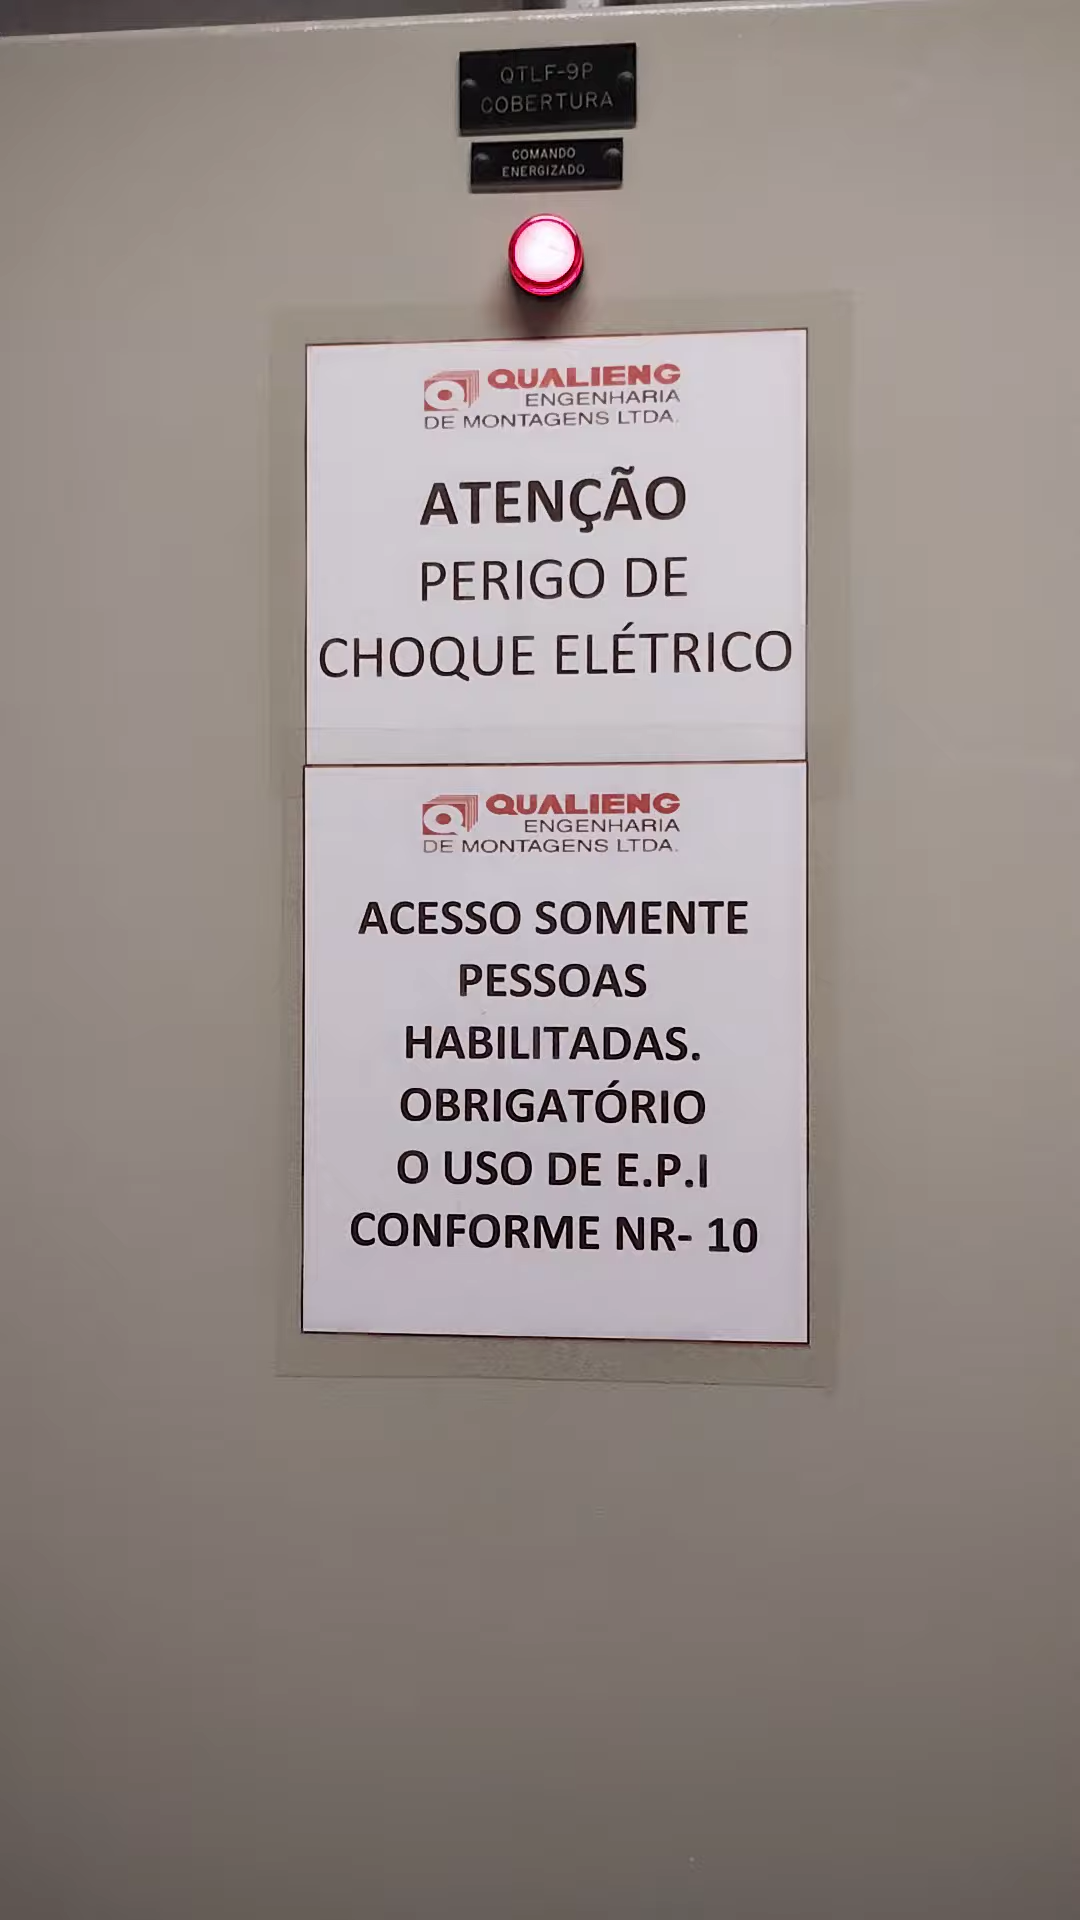 QTLF-9P
COBERTURA
COMANDO
ENERGIZADO
QUALIENG
ENGENHARIA
DE MONTAGENS LTDA.
ATENÇÃO
PERIGO DE
CHOQUE ELÉTRICO
QUALIENG
ENGENHARIA
DE MONTAGENS LTDA.
ACESSO SOMENTE
PESSOAS
HABILITADAS.
OBRIGATÓRIO
O USO DE E.P.I
CONFORME NR- 10